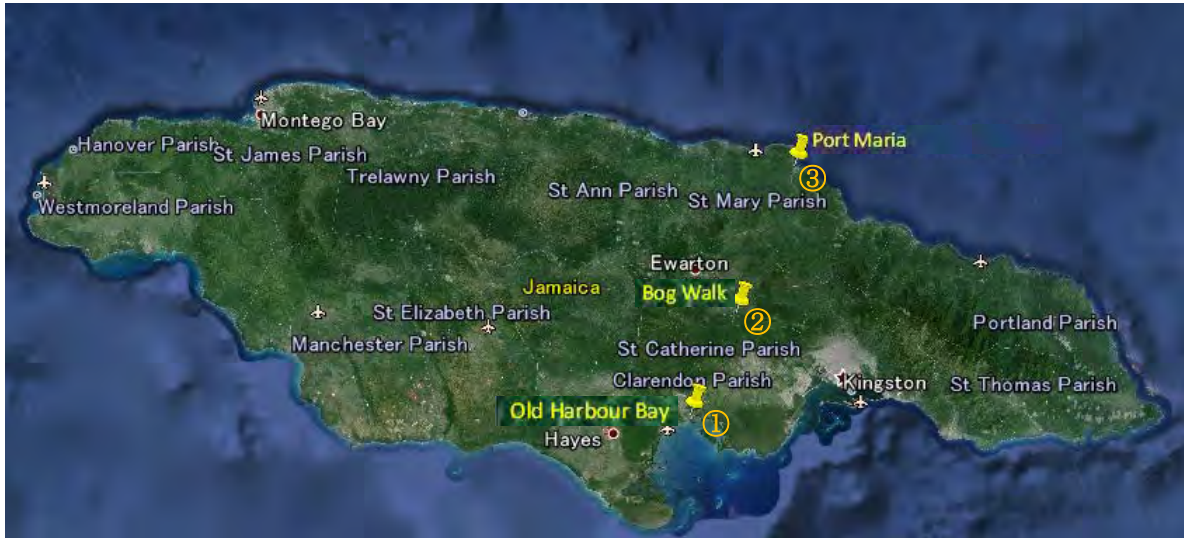 Montego Bay
Hanover Parish
St James Parish
Port Maria
Trelawny Parish
③
St Ann Parish
St Mary Parish
Westmoreland Parish
Ewarton
Jamaica
Bog Walk
②
St Elizabeth Parish
Portland Parish
Manchester Parish
St Catherine Parish
Clarendon Parish
Kingston
St Thomas Parish
Old Harbour Bay
①
Hayes